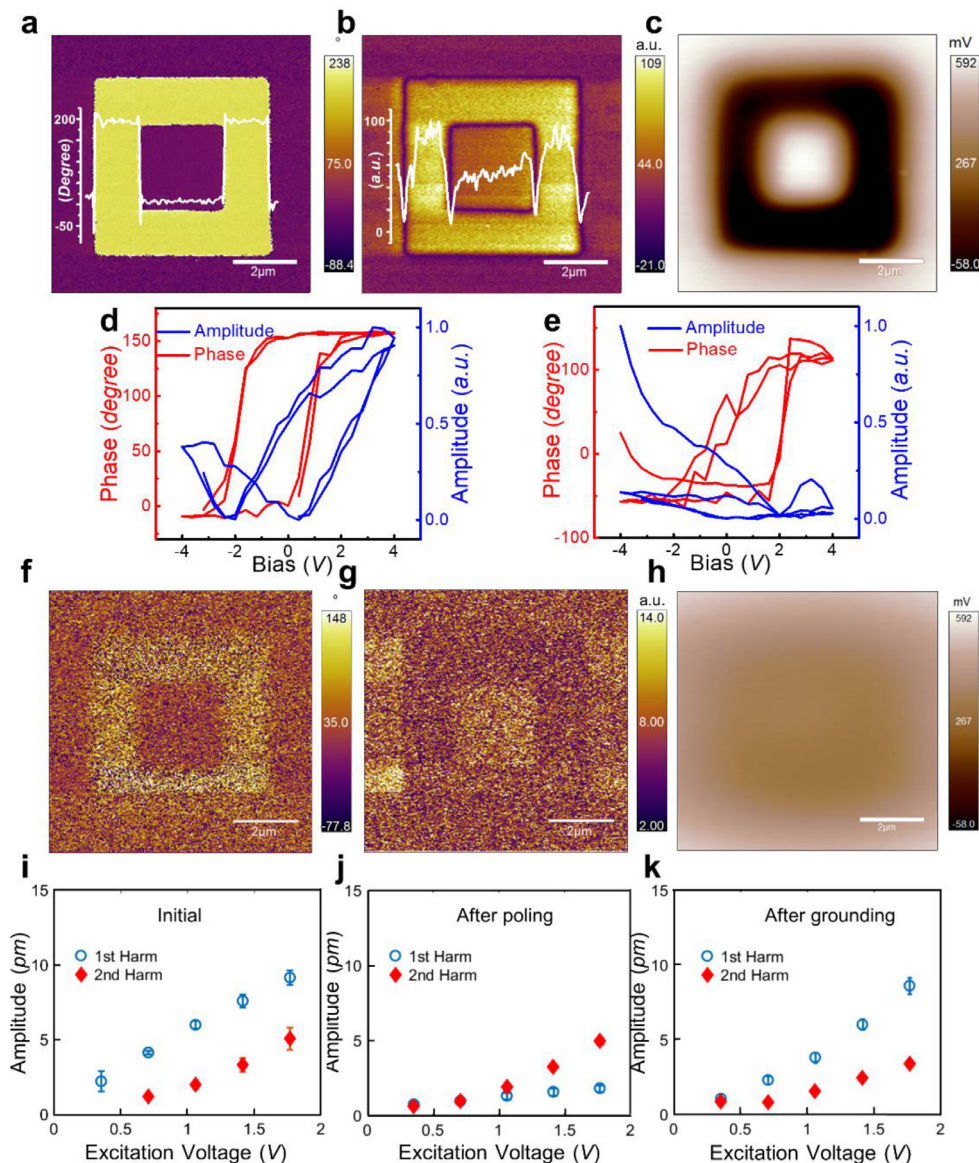 a
b
c
°
238
75.0
-88.4
200
(Degree)
-50
2μm
a.u.
109
44.0
-21.0
100
(a.u.)
0
2μm
mV
592
267
-58.0
2μm
d
e
Amplitude
Phase
150
100
50
0
Phase (degree)
1.0
0.5
0.0
Amplitude (a.u.)
-4 -2 0 2 4
Bias (V)
Amplitude
Phase
100
0
-100
Phase (degree)
1.0
0.5
0.0
Amplitude (a.u.)
-4 -2 0 2 4
Bias (V)
f
g
h
°
148
35.0
-77.8
2μm
a.u.
14.0
8.00
2.00
2μm
mV
592
267
-58.0
2μm
i
j
k
15
10
5
0
Amplitude (pm)
Initial
1st Harm
2nd Harm
0 0.5 1 1.5 2
Excitation Voltage (V)
15
10
5
0
Amplitude (pm)
After poling
1st Harm
2nd Harm
0 0.5 1 1.5 2
Excitation Voltage (V)
15
10
5
0
Amplitude (pm)
After grounding
1st Harm
2nd Harm
0 0.5 1 1.5 2
Excitation Voltage (V)